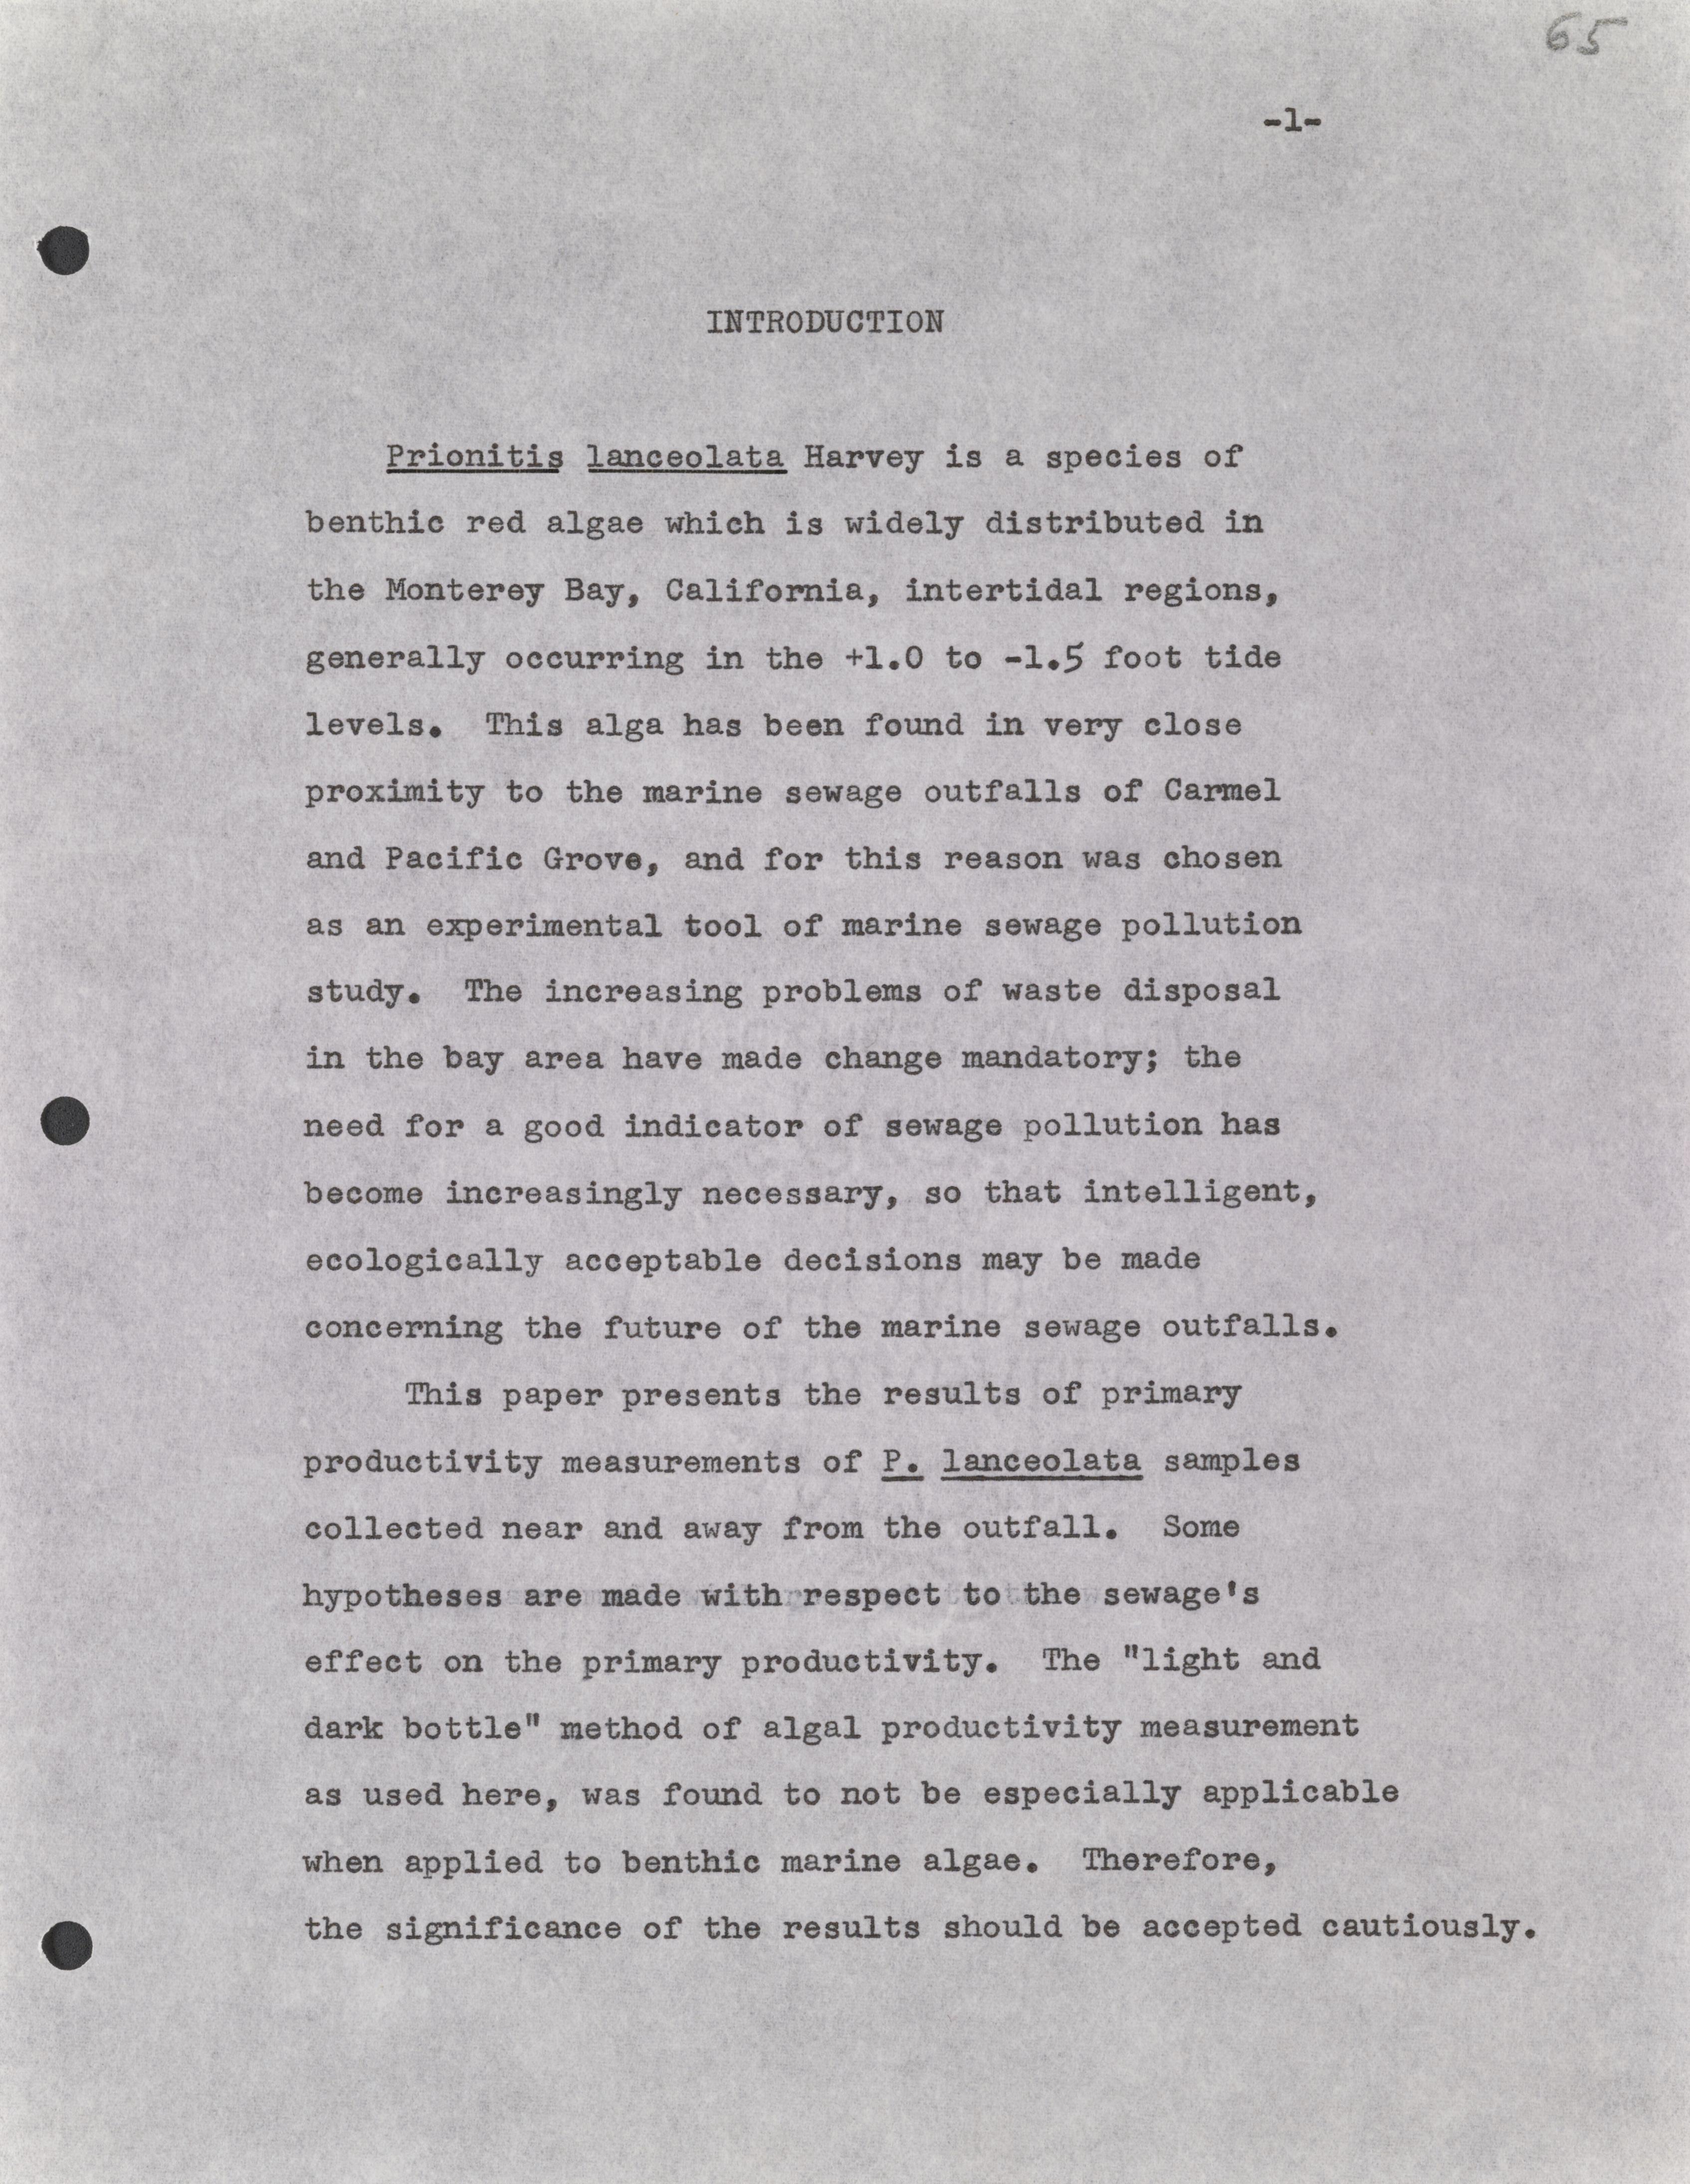 65
-1-
INTRODUCTION
Prionitis lanceolata Harvey is a species of
benthic red algae which is widely distributed in
the Monterey Bay, California, intertidal regions,
generally occurring in the +1.0 to -1.5 foot tide
levels. This alga has been found in very close
proximity to the marine sewage outfalls of Carmel
and Pacific Grove, and for this reason was chosen
as an experimental tool of marine sewage pollution
study. The increasing problems of waste disposal
in the bay area have made change mandatory; the
need for a good indicator of sewage pollution has
become increasingly necessary, so that intelligent,
ecologically acceptable decisions may be made
concerning the future of the marine sewage outfalls.
This paper presents the results of primary
productivity measurements of P. lanceolata samples
collected near and away from the outfall. Some
hypotheses are made with respect to the sewage's
effect on the primary productivity. The "light and
dark bottle" method of algal productivity measurement
as used here, was found to not be especially applicable
when applied to benthic marine algae. Therefore,
the significance of the results should be accepted cautiously.